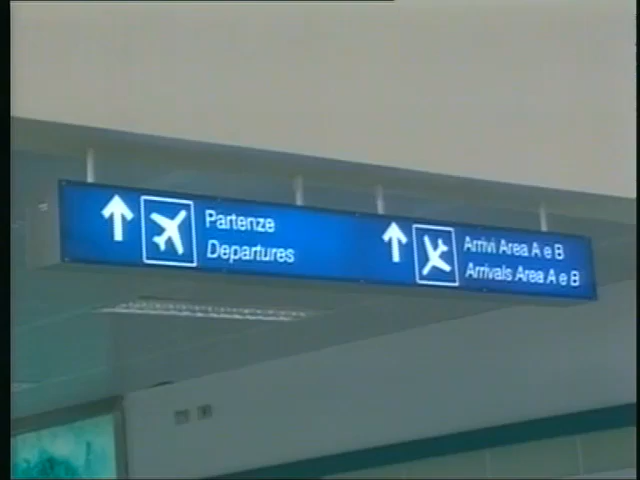 Partenze
Departures
Arrivi Area A e B
Arrivals Area A e B